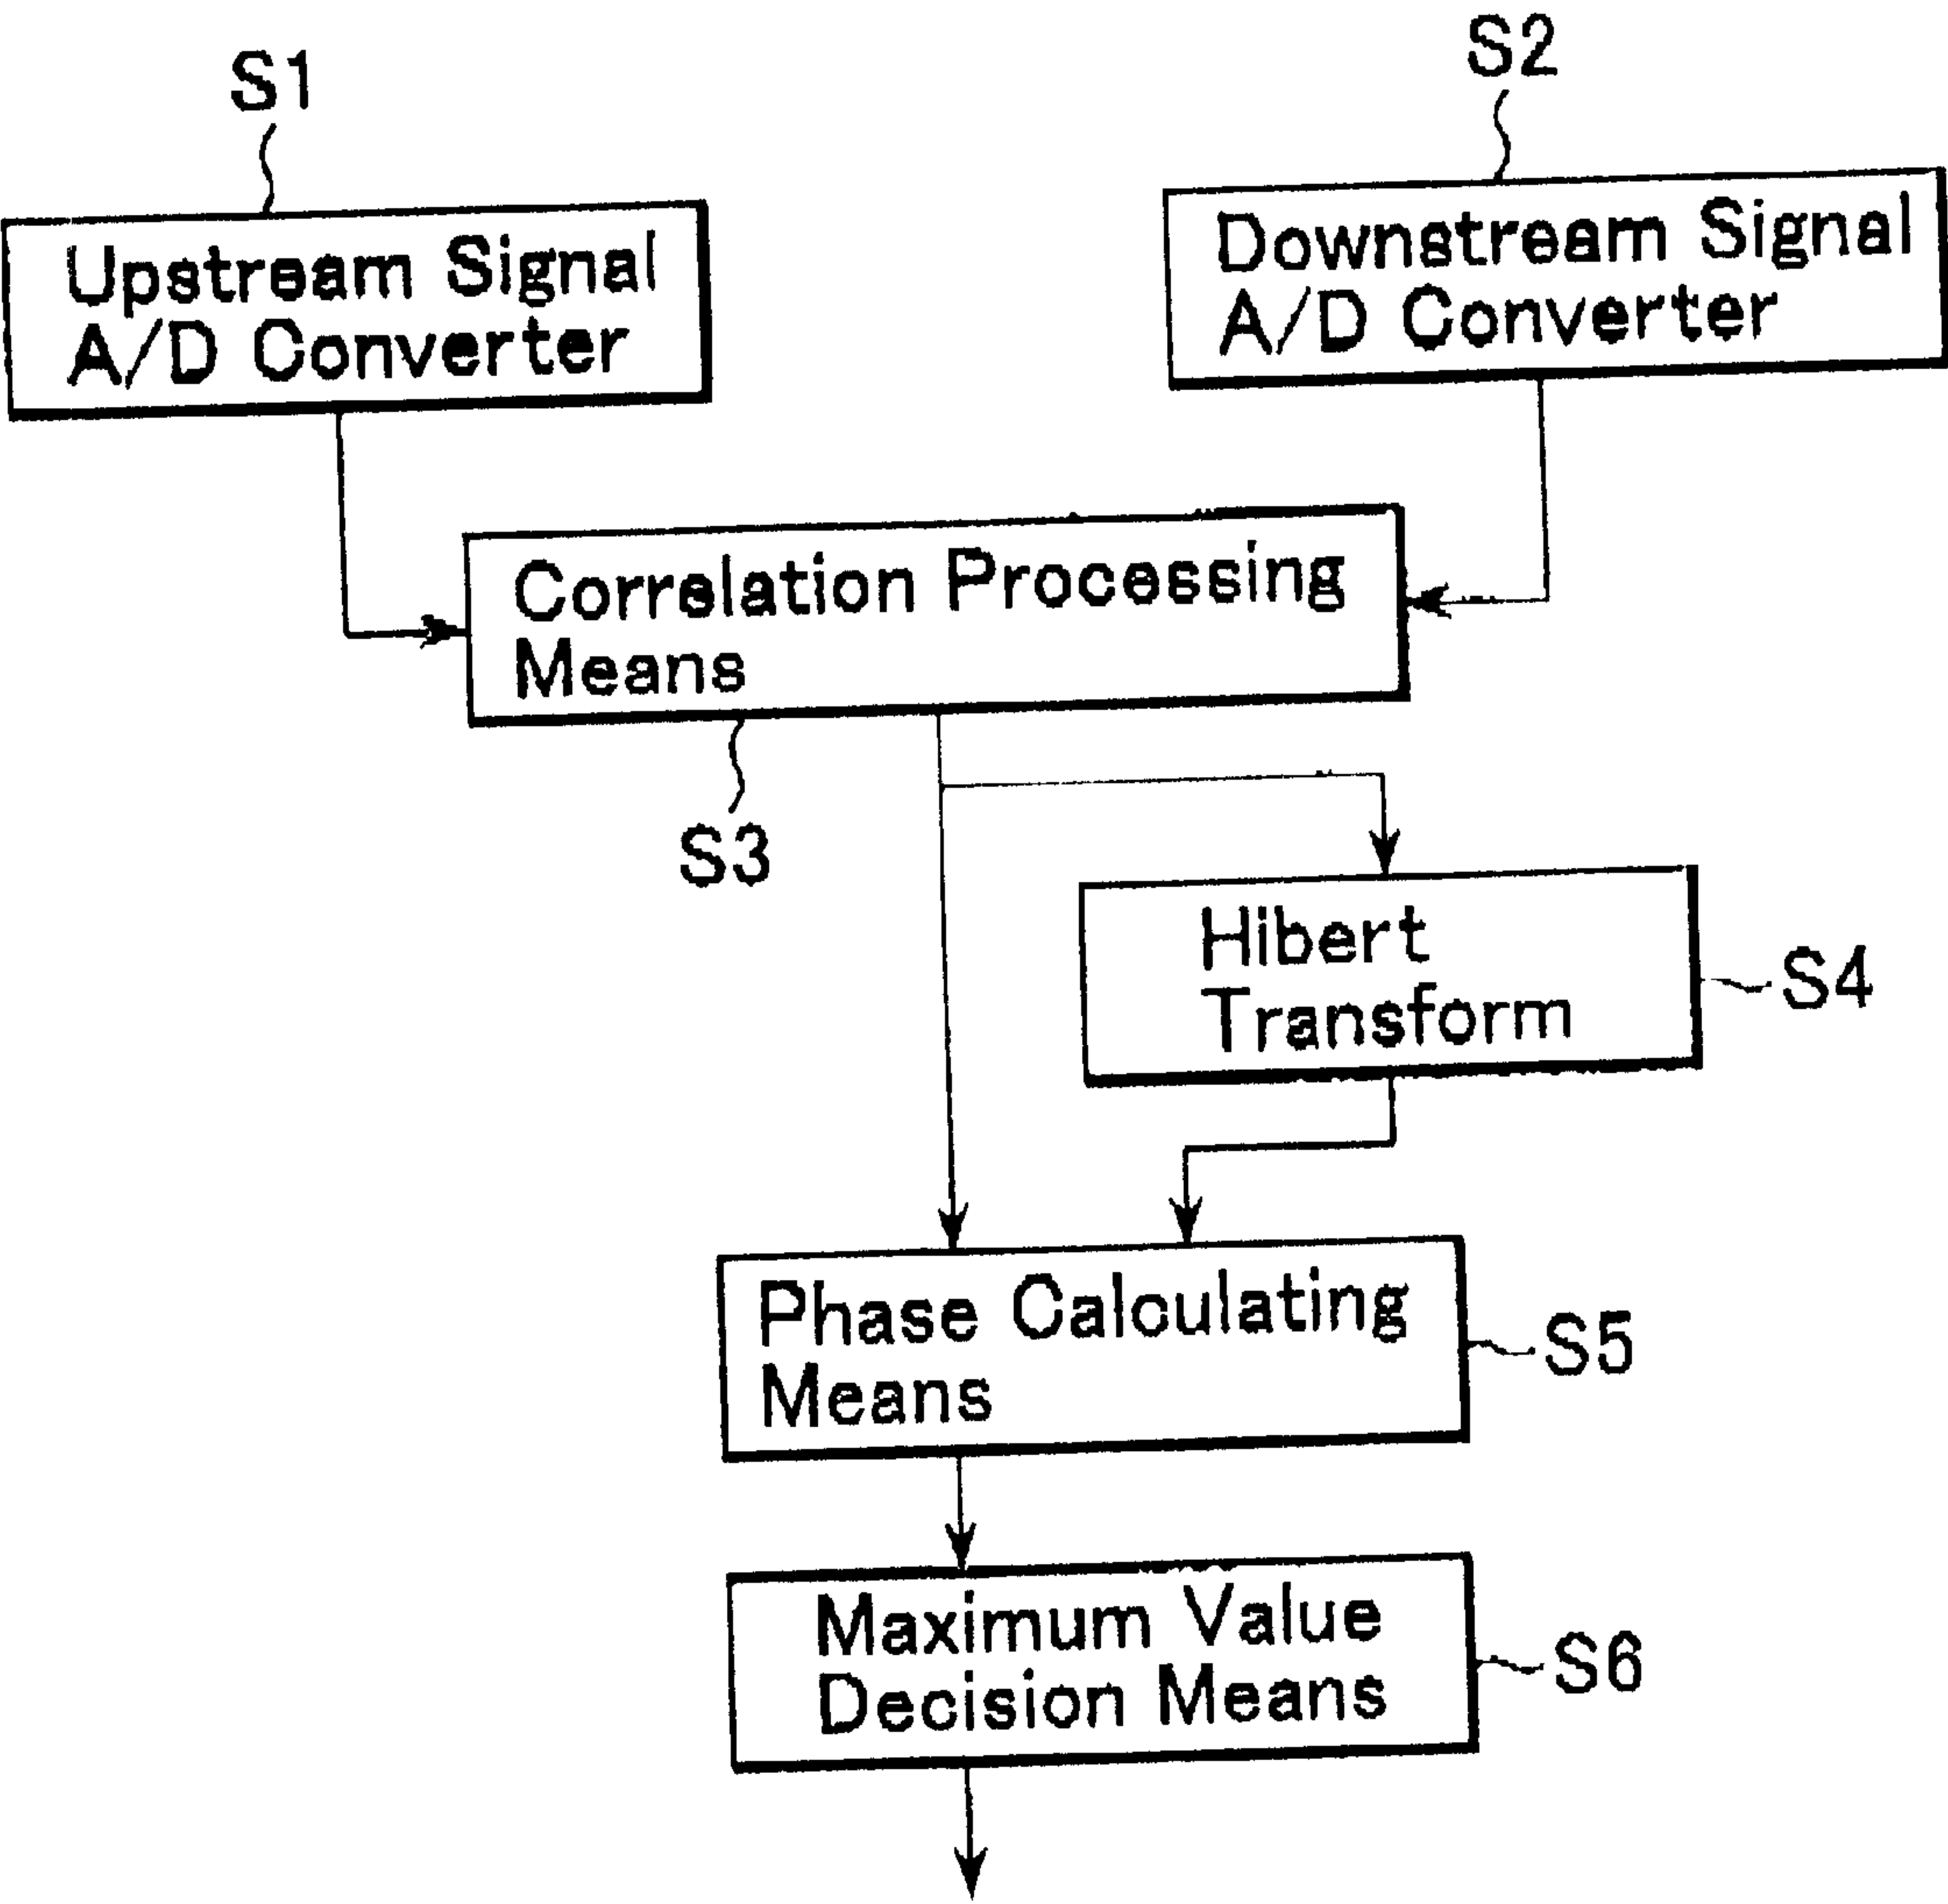 S1
S2
Upstream Signal
A/D Converter
Downstream Signal
A/D Converter
Correlation Processing
Means
S3
Hibert
Transform
S4
Phase Calculating
Means
S5
Maximum Value
Decision Means
S6